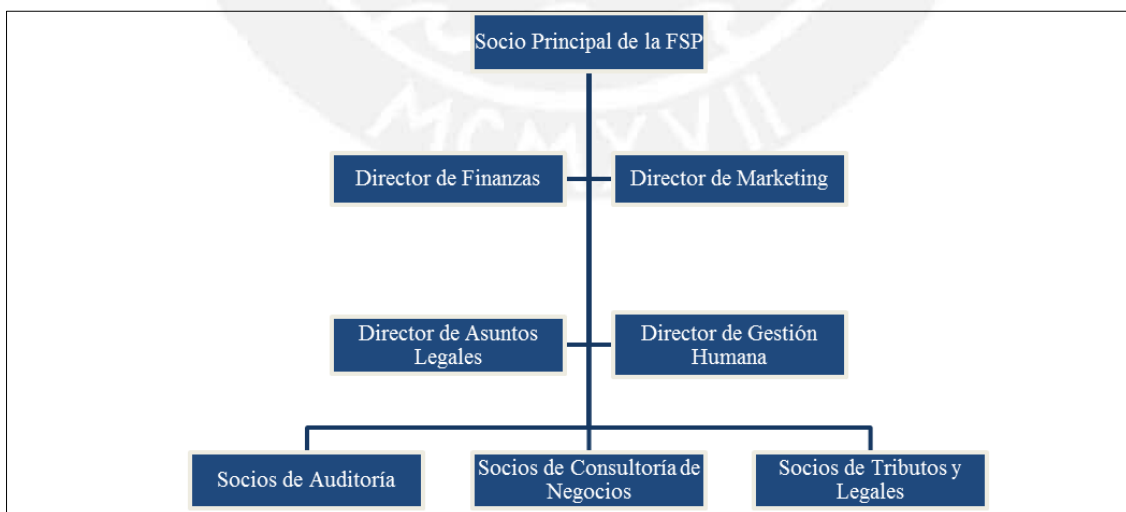 Socio Principal de la FSP
MCMXVII
Director de Finanzas
Director de Marketing
Director de Asuntos
Legales
Director de Gestión
Humana
Socios de Auditoría
Socios de Consultoría de
Negocios
Socios de Tributos y
Legales